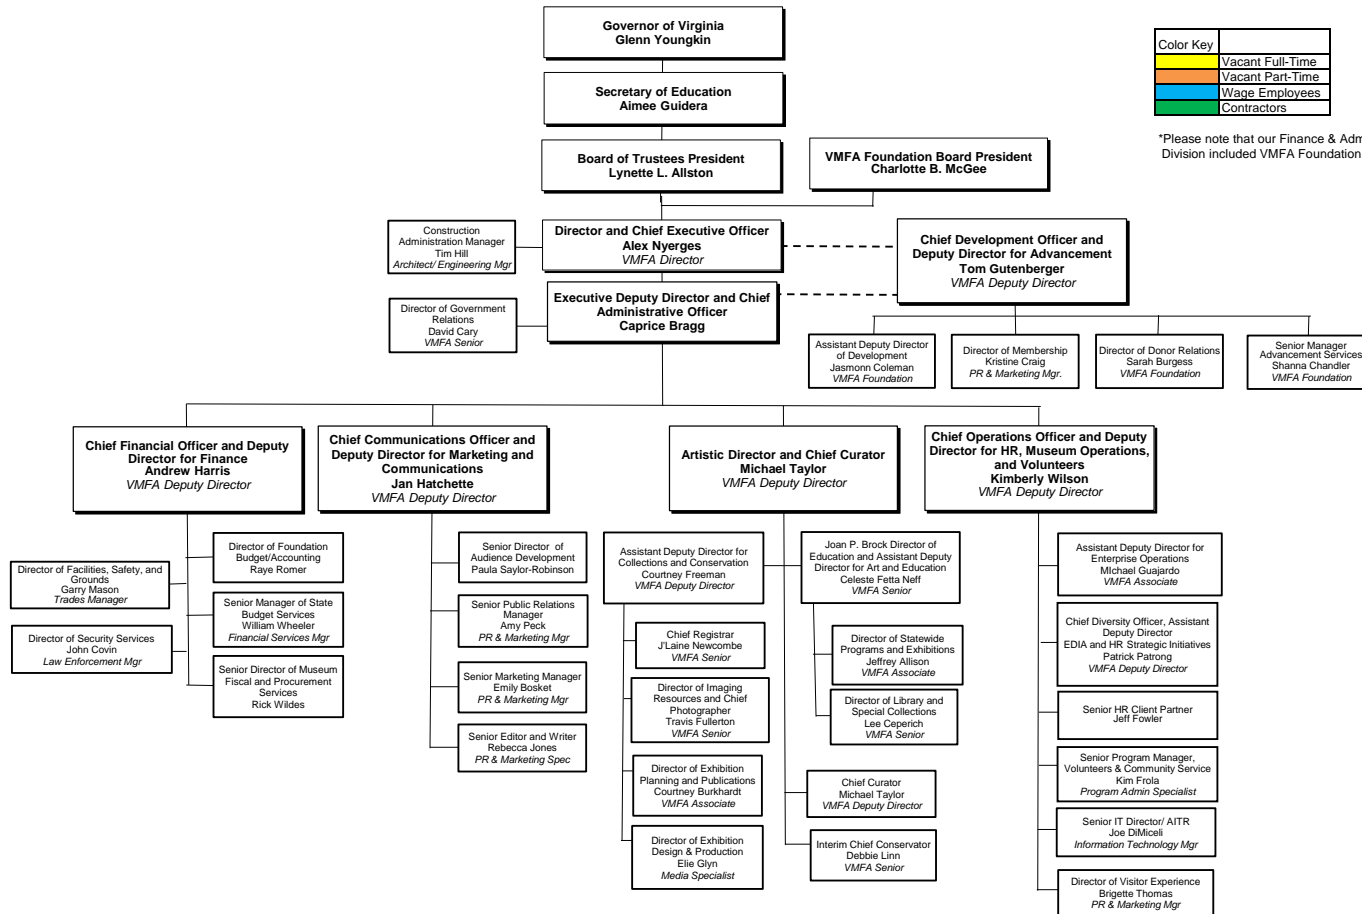 Governor of Virginia
Glenn Youngkin
Color Key
Vacant Full-Time
Vacant Part-Time
Wage Employees
Contractors
Secretary of Education
Aimee Guidera
*Please note that our Finance & Adm
Division included VMFA Foundation
Board of Trustees President
Lynette L. Allston
VMFA Foundation Board President
Charlotte B. McGee
Construction
Administration Manager
Tim Hill
Architect/ Engineering Mgr
Director and Chief Executive Officer
Alex Nyerges
VMFA Director
Chief Development Officer and
Deputy Director for Advancement
Tom Gutenberger
VMFA Deputy Director
Director of Government
Relations
David Cary
VMFA Senior
Executive Deputy Director and Chief
Administrative Officer
Caprice Bragg
Assistant Deputy Director
of Development
Jasmonn Coleman
VMFA Foundation
Director of Membership
Kristine Craig
PR & Marketing Mgr.
Director of Donor Relations
Sarah Burgess
VMFA Foundation
Senior Manager
Advancement Services
Shanna Chandler
VMFA Foundation
Chief Financial Officer and Deputy
Director for Finance
Andrew Harris
VMFA Deputy Director
Chief Communications Officer and
Deputy Director for Marketing and
Communications
Jan Hatchette
VMFA Deputy Director
Artistic Director and Chief Curator
Michael Taylor
VMFA Deputy Director
Chief Operations Officer and Deputy
Director for HR, Museum Operations,
and Volunteers
Kimberly Wilson
VMFA Deputy Director
Director of Foundation
Budget/Accounting
Raye Romer
Director of Facilities, Safety, and
Grounds
Garry Mason
Trades Manager
Senior Manager of State
Budget Services
William Wheeler
Financial Services Mgr
Director of Security Services
John Covin
Law Enforcement Mgr
Senior Director of Museum
Fiscal and Procurement
Services
Rick Wildes
Senior Director of
Audience Development
Paula Saylor-Robinson
Senior Public Relations
Manager
Amy Peck
PR & Marketing Mgr
Senior Marketing Manager
Emily Bosket
PR & Marketing Mgr
Senior Editor and Writer
Rebecca Jones
PR & Marketing Spec
Assistant Deputy Director for
Collections and Conservation
Courtney Freeman
VMFA Deputy Director
Chief Registrar
J'Laine Newcombe
VMFA Senior
Director of Imaging
Resources and Chief
Photographer
Travis Fullerton
VMFA Senior
Director of Exhibition
Planning and Publications
Courtney Burkhardt
VMFA Associate
Director of Exhibition
Design & Production
Elie Glyn
Media Specialist
Joan P. Brock Director of
Education and Assistant Deputy
Director for Art and Education
Celeste Fetta Neff
VMFA Senior
Director of Statewide
Programs and Exhibitions
Jeffrey Allison
VMFA Associate
Director of Library and
Special Collections
Lee Ceperich
VMFA Senior
Chief Curator
Michael Taylor
VMFA Deputy Director
Interim Chief Conservator
Debbie Linn
VMFA Senior
Assistant Deputy Director for
Enterprise Operations
MIchael Guajardo
VMFA Associate
Chief Diversity Officer, Assistant
Deputy Director
EDIA and HR Strategic Initiatives
Patrick Patrong
VMFA Deputy Director
Senior HR Client Partner
Jeff Fowler
Senior Program Manager,
Volunteers & Community Service
Kim Frola
Program Admin Specialist
Senior IT Director/ AITR
Joe DiMiceli
Information Technology Mgr
Director of Visitor Experience
Brigette Thomas
PR & Marketing Mgr